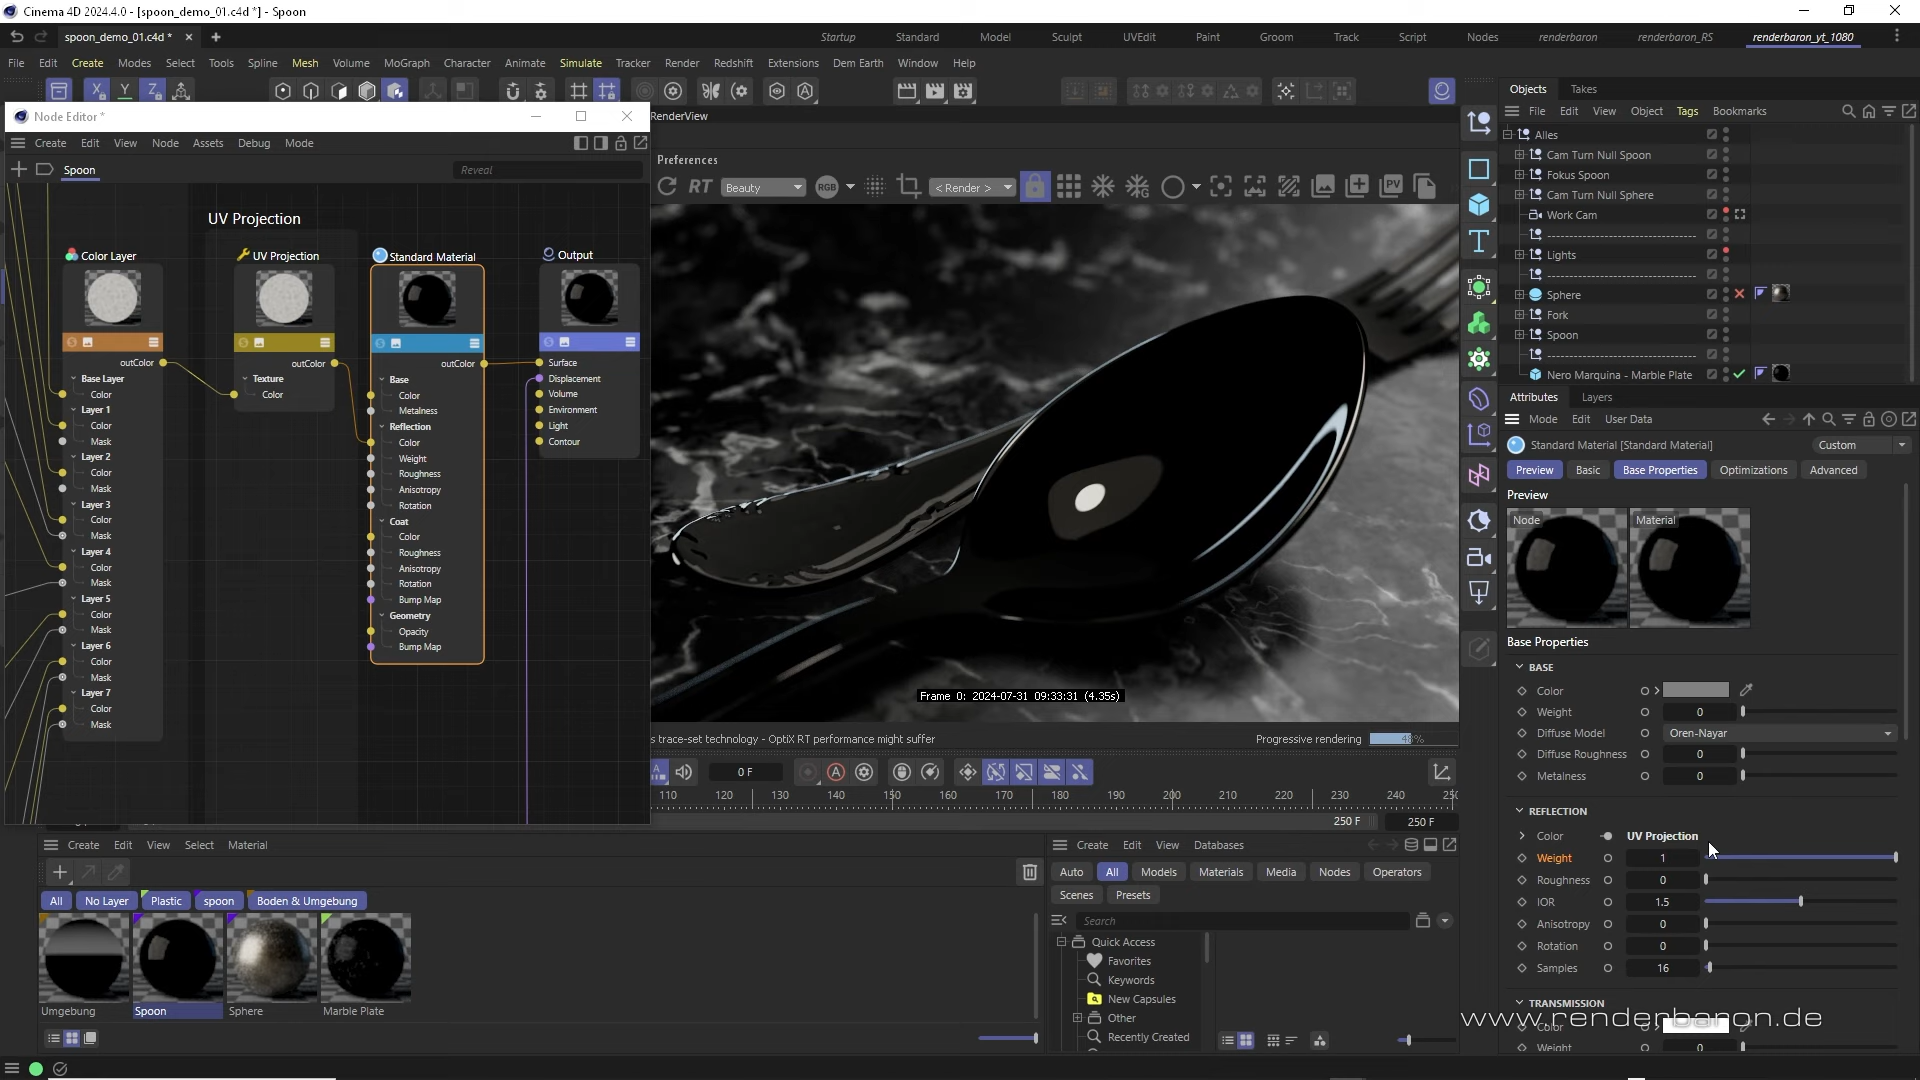 Cinema 4D 2024.4.0 - [spoon_demo_01.c4d *] - Spoon
spoon_demo_01.c4d *
Startup Standard Model Sculpt UVEdit Paint Groom Track Script Nodes renderbaron renderbaron_RS renderbaron_yt_1080
File Edit Create Modes Select Tools Spline Mesh Volume MoGraph Character Animate Simulate Tracker Render Redshift Extensions Dem Earth Window Help
X Y Z
Node Editor *
Create Edit View Node Assets Debug Mode
Spoon
Reveal
UV Projection
Color Layer
outColor
Base Layer
Color
Layer 1
Color
Mask
Layer 2
Color
Mask
Layer 3
Color
Mask
Layer 4
Color
Mask
Layer 5
Color
Mask
Layer 6
Color
Mask
Layer 7
Color
Mask
UV Projection
outColor
Texture
Color
Standard Material
outColor
Base
Color
Metalness
Reflection
Color
Weight
Roughness
Anisotropy
Rotation
Coat
Color
Roughness
Anisotropy
Rotation
Bump Map
Geometry
Opacity
Bump Map
Output
Surface
Displacement
Volume
Environment
Light
Contour
RenderView
Preferences
RT Beauty RGB < Render > PV
Frame 0: 2024-07-31 09:33:31 (4.35s)
s trace-set technology - OptiX RT performance might suffer
Progressive rendering
0 F
110 120 130 140 150 160 170 180 190 200 210 220 230 240 25
250 F 250 F
Objects Takes
File Edit View Object Tags Bookmarks
Alles
Cam Turn Null Spoon
Fokus Spoon
Cam Turn Null Sphere
Work Cam
--------------------------------
Lights
--------------------------------
Sphere
Fork
Spoon
--------------------------------
Nero Marquina - Marble Plate
Attributes Layers
Mode Edit User Data
Standard Material [Standard Material]
Custom
Preview Basic Base Properties Optimizations Advanced
Preview
Node Material
Base Properties
BASE
Color
Weight 0
Diffuse Model Oren-Nayar
Diffuse Roughness 0
Metalness 0
REFLECTION
Color UV Projection
Weight 1
Roughness 0
IOR 1.5
Anisotropy 0
Rotation 0
Samples 16
TRANSMISSION
Color
Weight 0
www.renderbaron.de
Create Edit View Select Material
All No Layer Plastic spoon Boden & Umgebung
Umgebung Spoon Sphere Marble Plate
Create Edit View Databases
Auto All Models Materials Media Nodes Operators
Scenes Presets
Search
Quick Access
Favorites
Keywords
New Capsules
Other
Recently Created